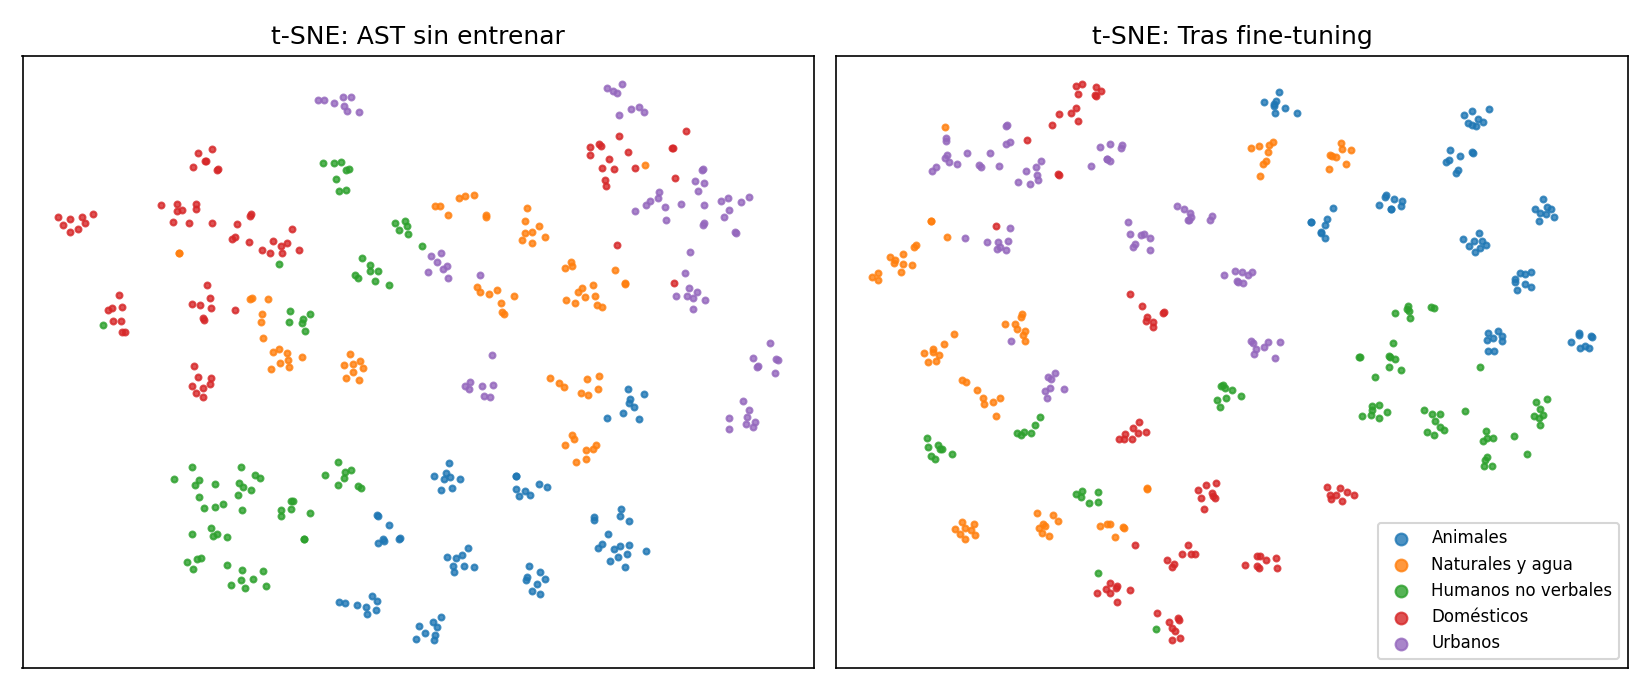 t-SNE: AST sin entrenar
t-SNE: Tras fine-tuning
Animales
Naturales y agua
Humanos no verbales
Domésticos
Urbanos